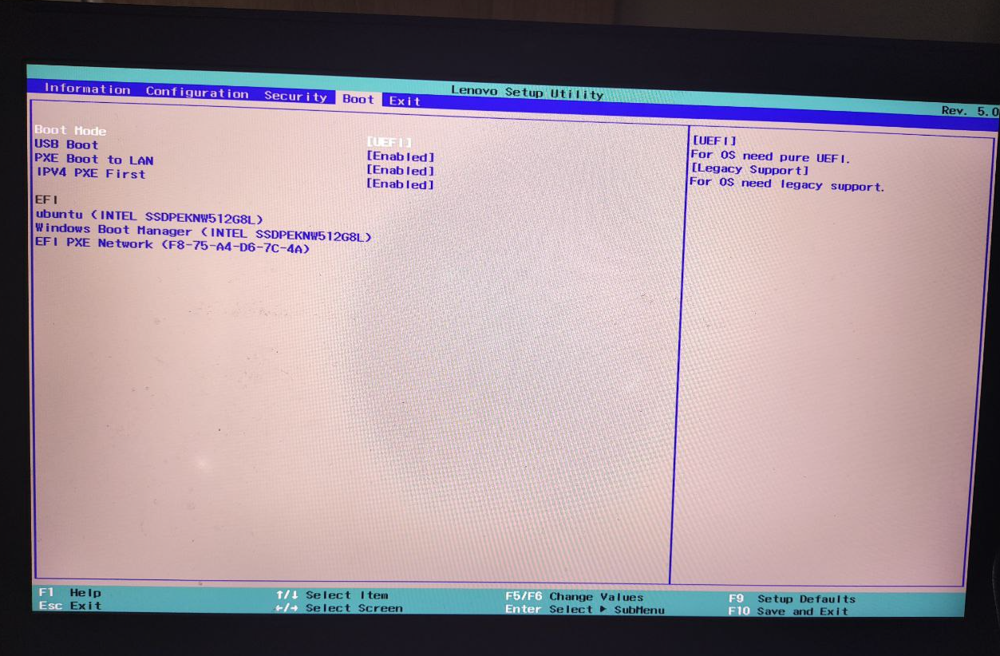 Lenovo Setup Utility
Rev. 5.0
Information Configuration Security Boot Exit
Boot Mode [UEFI]
USB Boot [Enabled]
PXE Boot to LAN [Enabled]
IPV4 PXE First [Enabled]
EFI
ubuntu (INTEL SSDPEKNW512G8L)
Windows Boot Manager (INTEL SSDPEKNW512G8L)
EFI PXE Network (F8-75-A4-D6-7C-4A)
[UEFI]
For OS need pure UEFI.
[Legacy Support]
For OS need legacy support.
F1 Help ↑/↓ Select Item F5/F6 Change Values F9 Setup Defaults
Esc Exit ←/→ Select Screen Enter Select ▶ SubMenu F10 Save and Exit